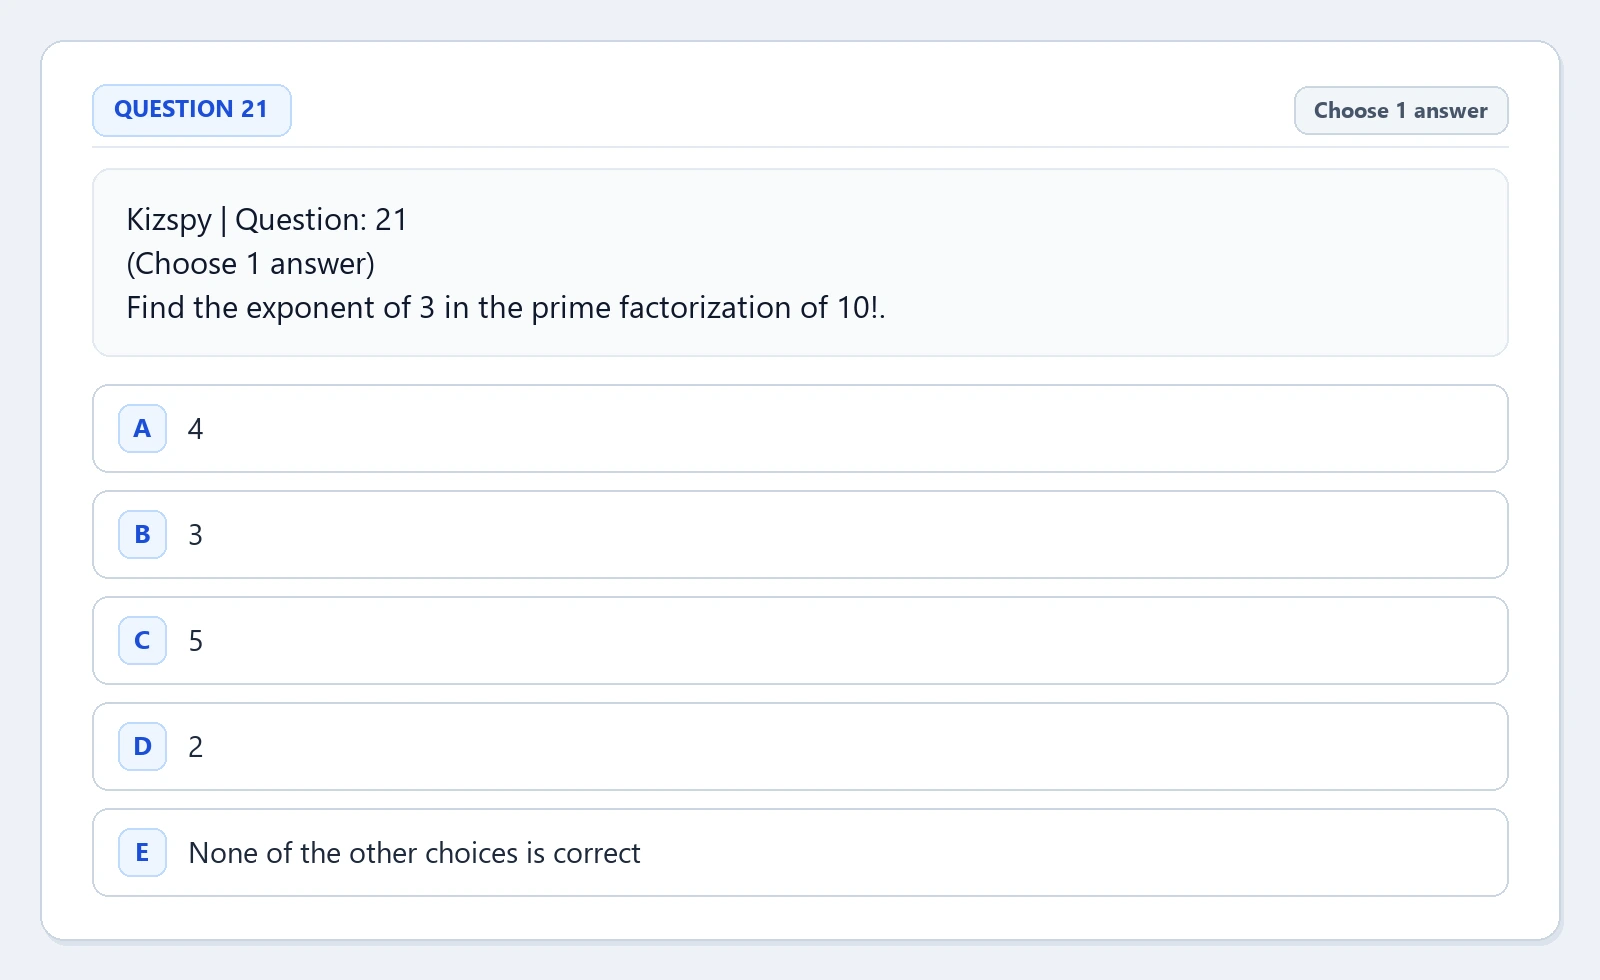 QUESTION 21
Choose 1 answer
Kizspy | Question: 21
(Choose 1 answer)
Find the exponent of 3 in the prime factorization of 10!.
A 4
B 3
C 5
D 2
E None of the other choices is correct